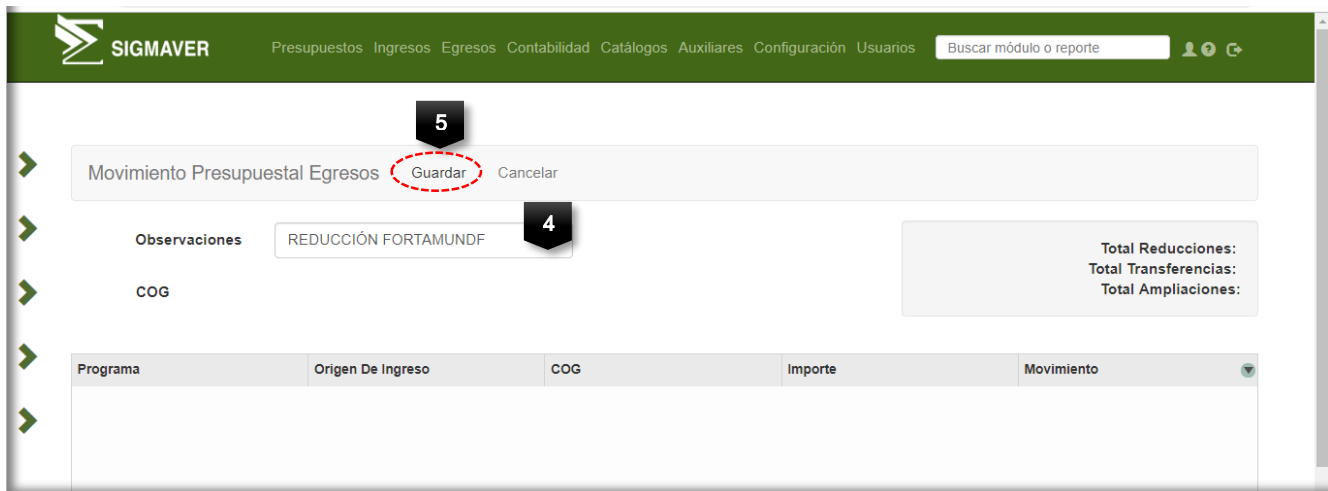 SIGMAVER
Presupuestos Ingresos Egresos Contabilidad Catálogos Auxiliares Configuración Usuarios
Buscar módulo o reporte
5
Movimiento Presupuestal Egresos Guardar Cancelar
4
Observaciones REDUCCIÓN FORTAMUNDF
COG
Total Reducciones:
Total Transferencias:
Total Ampliaciones:
Programa Origen De Ingreso COG Importe Movimiento